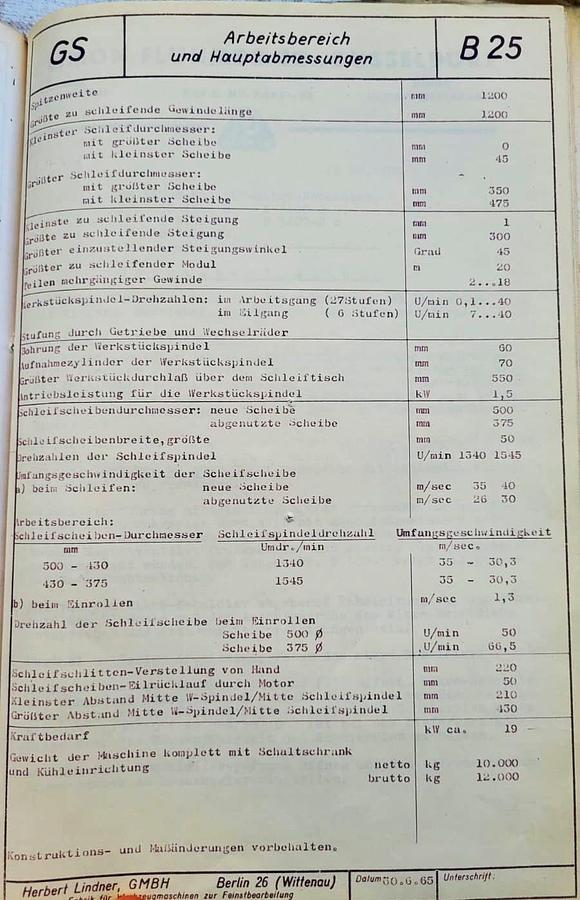 GS
Arbeitsbereich
und Hauptabmessungen
B 25
Spitzenweite mm 1200
Größte zu schleifende Gewindelänge mm 1200
Kleinster Schleifdurchmesser:
mit größter Scheibe mm 0
mit kleinster Scheibe mm 45
Größter Schleifdurchmesser:
mit größter Scheibe mm 350
mit kleinster Scheibe mm 475
Kleinste zu schleifende Steigung mm 1
Größte zu schleifende Steigung mm 300
Größter einzustellender Steigungswinkel Grad 45
Größter zu schleifender Modul m 20
Teilen mehrgängiger Gewinde 2...18
Werkstückspindel-Drehzahlen: im Arbeitsgang (27Stufen) U/min 0,1...40
im Eilgang ( 6 Stufen) U/min 7...40
Stufung durch Getriebe und Wechselräder
Bohrung der Werkstückspindel mm 60
Aufnahmezylinder der Werkstückspindel mm 70
Größter Werkstückdurchlaß über dem Schleiftisch mm 550
Antriebsleistung für die Werkstückspindel kW 1,5
Schleifscheibendurchmesser: neue Scheibe mm 500
abgenutzte Scheibe mm 375
Schleifscheibenbreite,größte mm 50
Drehzahlen der Schleifspindel U/min 1340 1545
Umfangsgeschwindigkeit der Scheifscheibe
a) beim Schleifen: neue Scheibe m/sec 35 40
abgenutzte Scheibe m/sec 26 30
Arbeitsbereich:
Schleifscheiben-Durchmesser Schleifspindeldrehzahl Umfangsgeschwindigkeit
mm Umdr./min m/sec.
500 - 430 1340 35 - 30,3
430 - 375 1545 35 - 30,3
b) beim Einrollen m/sec 1,3
Drehzahl der Schleifscheibe beim Einrollen
Scheibe 500 Ø U/min 50
Scheibe 375 Ø U/min 66,5
Schleifschlitten-Verstellung von Hand mm 220
Schleifscheiben-Eilrücklauf durch Motor mm 50
Kleinster Abstand Mitte W-Spindel/Mitte Schleifspindel mm 210
Größter Abstand Mitte W-Spindel/Mitte Schleifspindel mm 430
Kraftbedarf kW ca. 19 -
Gewicht der Maschine komplett mit Schaltschrank
und Kühleinrichtung netto kg 10.000
brutto kg 12.000
Konstruktions- und Maßänderungen vorbehalten.
Herbert Lindner, GMBH Berlin 26 (Wittenau) Datum 30.6.65 Unterschrift:
Fabrik für Werkzeugmaschinen zur Feinstbearbeitung